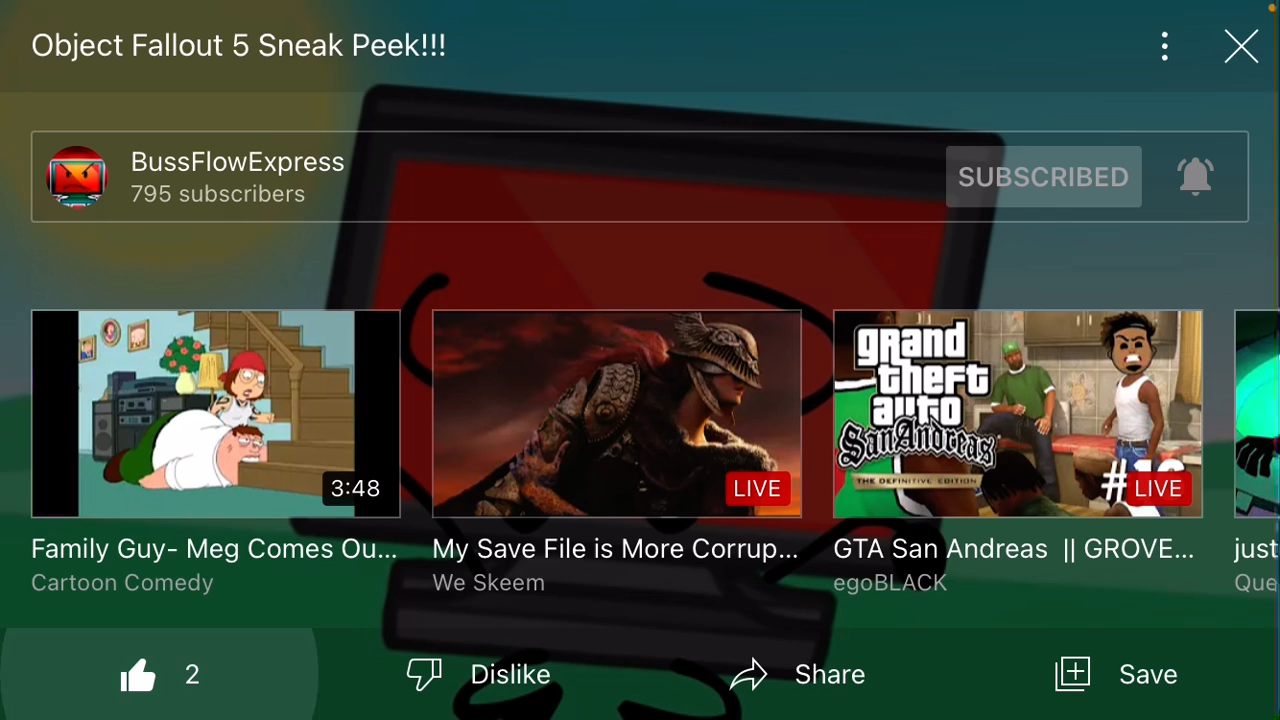 Object Fallout 5 Sneak Peek!!!
BussFlowExpress
795 subscribers
SUBSCRIBED
3:48
LIVE
grand
theft
auto
San Andreas
THE DEFINITIVE EDITION
LIVE
Family Guy- Meg Comes Ou...
My Save File is More Corrup...
GTA San Andreas || GROVE...
just
Cartoon Comedy
We Skeem
egoBLACK
Que
2
Dislike
Share
Save